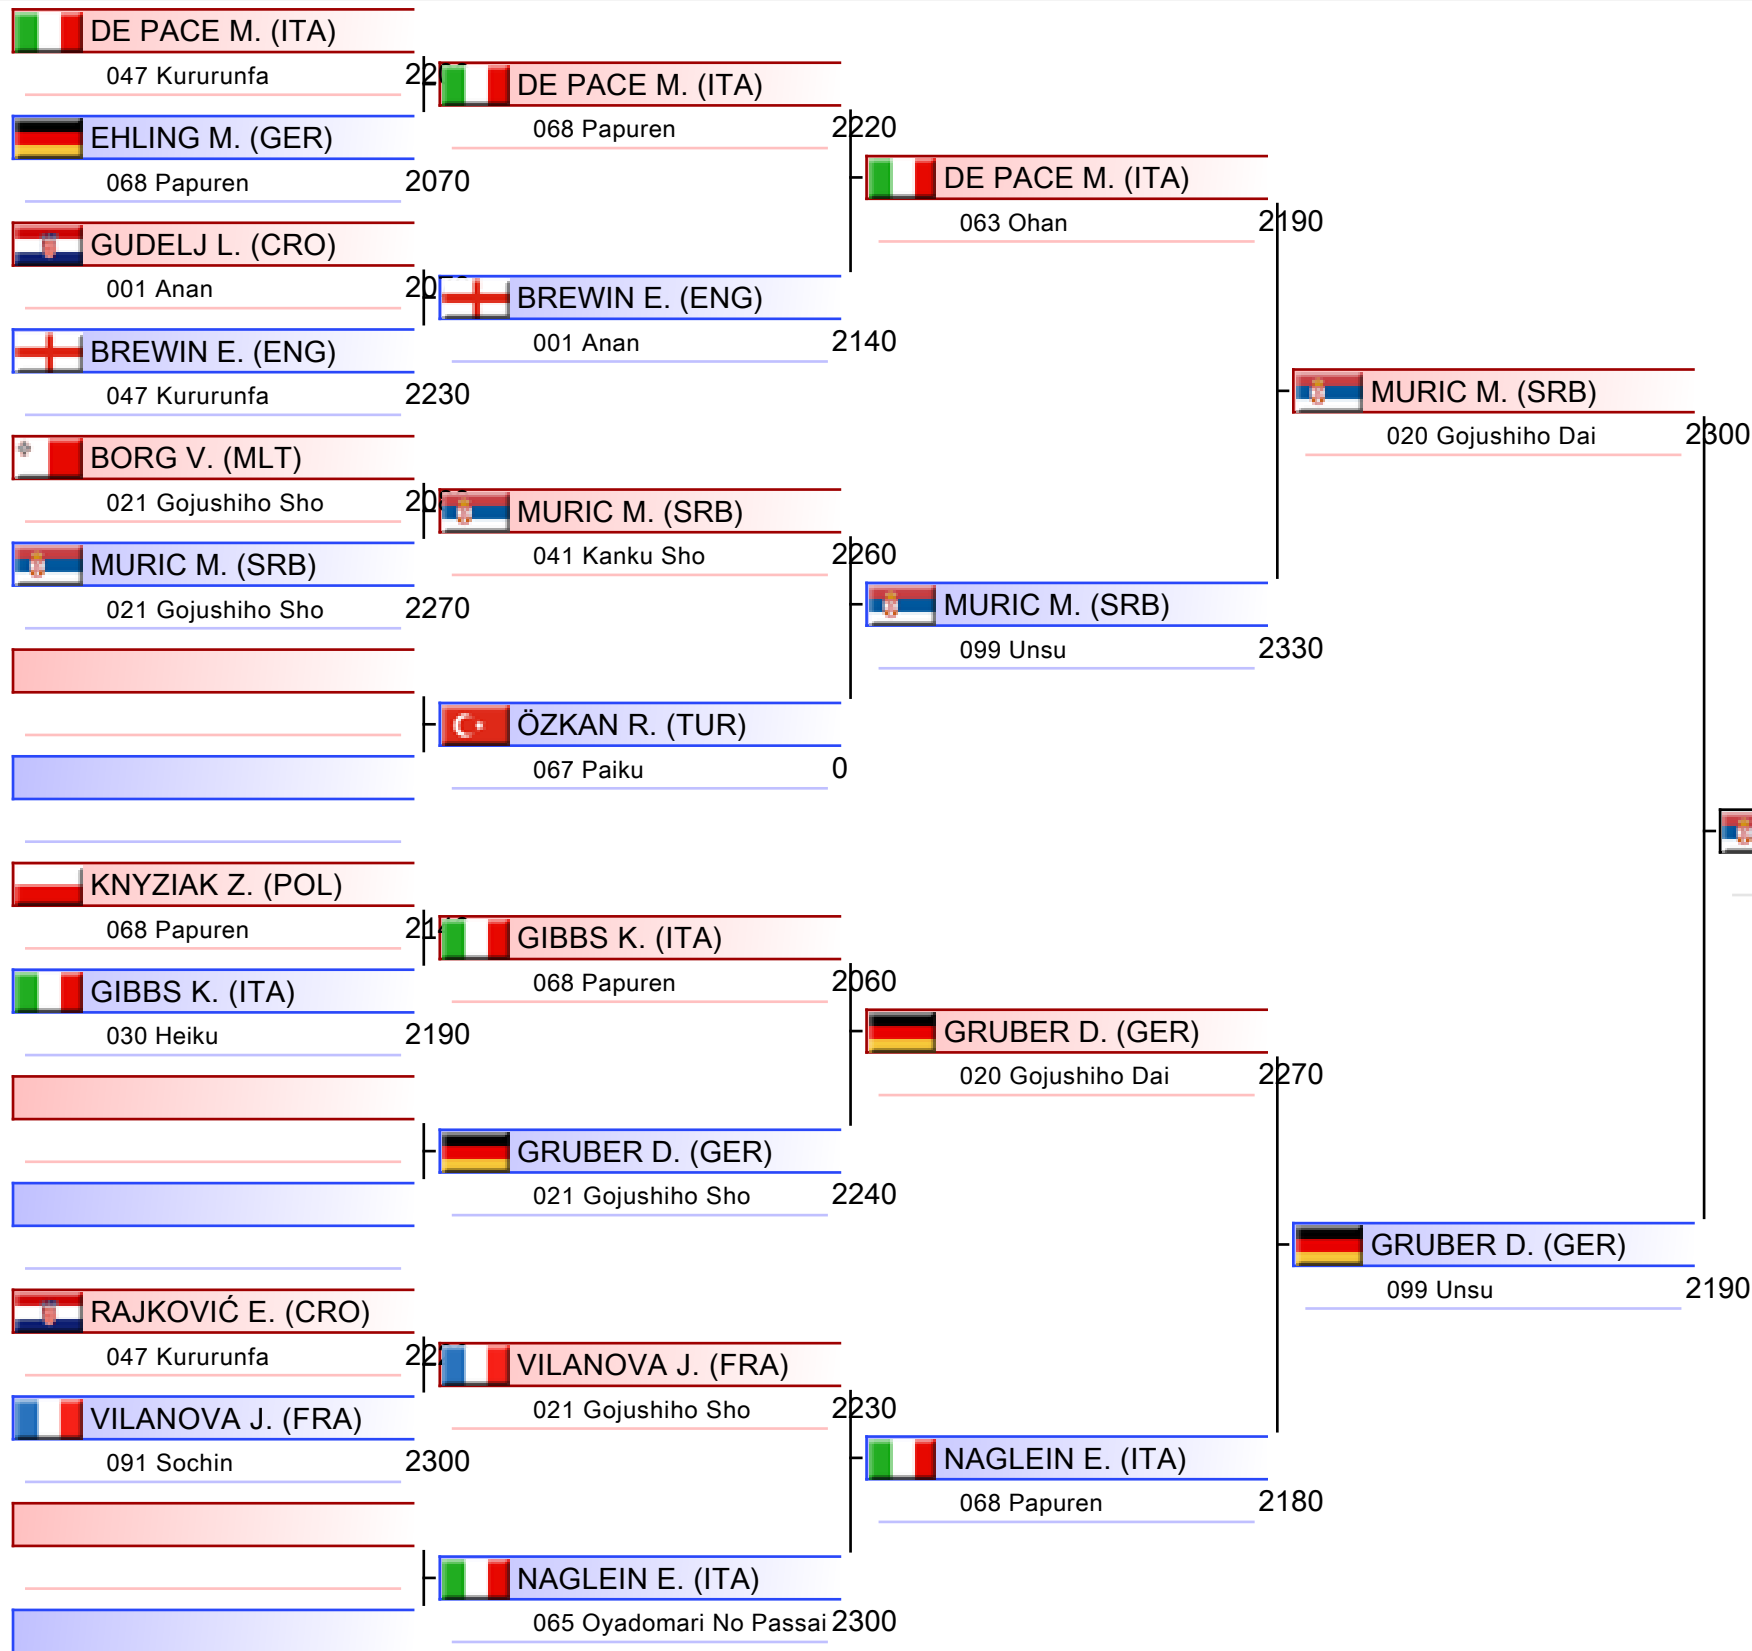 DE PACE M. (ITA)
047 Kururunfa
EHLING M. (GER)
068 Papuren 2070
GUDELJ L. (CRO)
001 Anan
BREWIN E. (ENG)
047 Kururunfa 2230
BORG V. (MLT)
021 Gojushiho Sho
MURIC M. (SRB)
021 Gojushiho Sho 2270
KNYZIAK Z. (POL)
068 Papuren
GIBBS K. (ITA)
030 Heiku 2190
RAJKOVIĆ E. (CRO)
047 Kururunfa
VILANOVA J. (FRA)
091 Sochin 2300
DE PACE M. (ITA)
068 Papuren 2220
BREWIN E. (ENG)
001 Anan 2140
MURIC M. (SRB)
041 Kanku Sho 2260
ÖZKAN R. (TUR)
067 Paiku 0
GIBBS K. (ITA)
068 Papuren 2060
GRUBER D. (GER)
021 Gojushiho Sho 2240
VILANOVA J. (FRA)
021 Gojushiho Sho 2230
NAGLEIN E. (ITA)
065 Oyadomari No Passai 2300
DE PACE M. (ITA)
063 Ohan 2190
MURIC M. (SRB)
099 Unsu 2330
GRUBER D. (GER)
020 Gojushiho Dai 2270
NAGLEIN E. (ITA)
068 Papuren 2180
MURIC M. (SRB)
020 Gojushiho Dai 2300
GRUBER D. (GER)
099 Unsu 2190